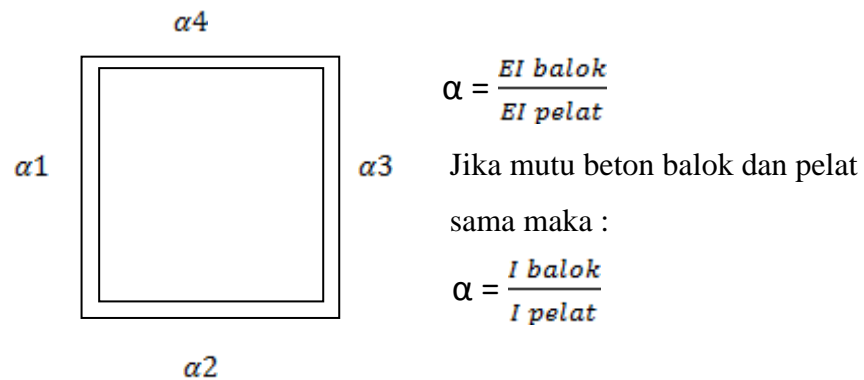 α4
α1
α3
α2
α = EI balok / EI pelat
Jika mutu beton balok dan pelat
sama maka :
α = I balok / I pelat